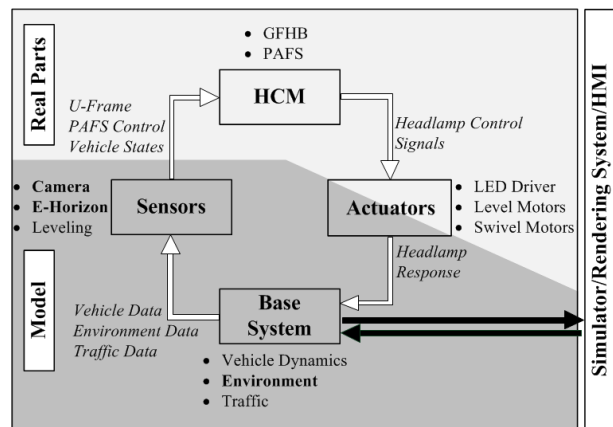 • GFHB
• PAFS
Real Parts
HCM
U-Frame
PAFS Control
Vehicle States
Headlamp Control
Signals
• Camera
• E-Horizon
• Leveling
Sensors
Actuators
• LED Driver
• Level Motors
• Swivel Motors
Headlamp
Response
Model
Vehicle Data
Environment Data
Traffic Data
Base
System
• Vehicle Dynamics
• Environment
• Traffic
Simulator/Rendering System/HMI